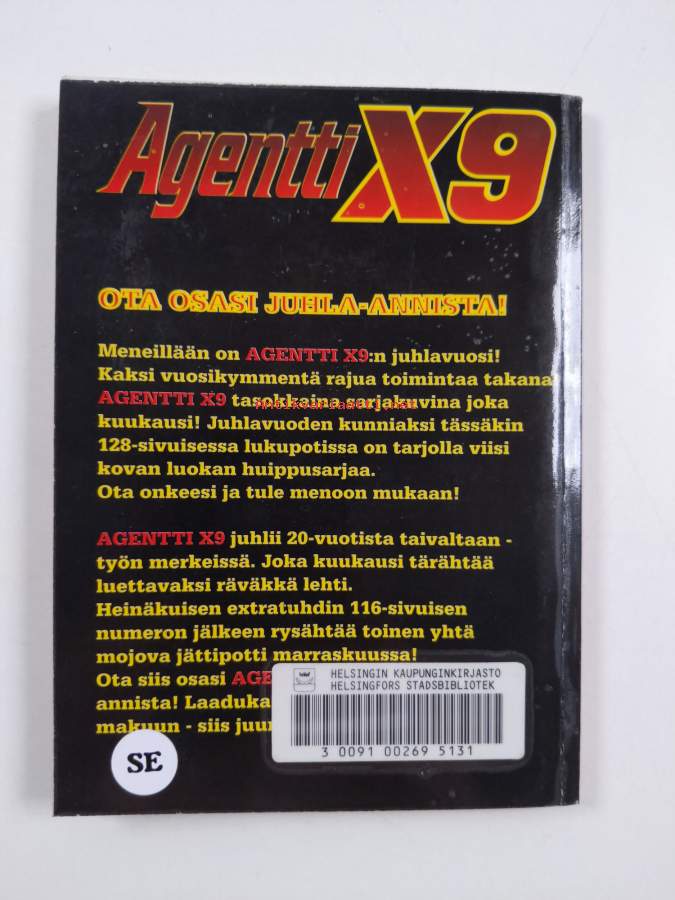 Agentti X9
OTA OSASI JUHLA-ANNISTA!
Meneillään on AGENTTI X9:n juhlavuosi!
Kaksi vuosikymmentä rajua toimintaa takana
AGENTTI X9 tasokkaina sarjakuvina joka
kuukausi! Juhlavuoden kunniaksi tässäkin
128-sivuisessa lukupotissa on tarjolla viisi
kovan luokan huippusarjaa.
Ota onkeesi ja tule menoon mukaan!
AGENTTI X9 juhlii 20-vuotista taivaltaan -
työn merkeissä. Joka kuukausi tärähtää
luettavaksi räväkkä lehti.
Heinäkuisen extratuhdin 116-sivuisen
numeron jälkeen rysähtää toinen yhtä
mojova jättipotti marraskuussa!
Ota siis osasi AGE
annista! Laaduka
makuun - siis juur
HELSINGIN KAUPUNGINKIRJASTO
HELSINGFORS STADSBIBLIOTEK
3 0091 00269 5131
SE